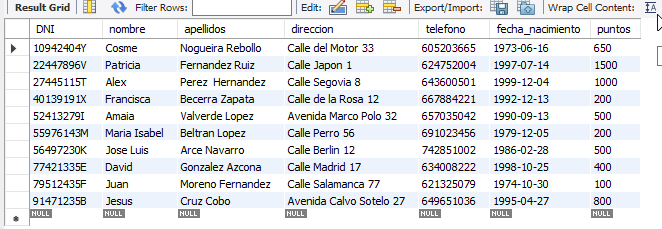 Result Grid Filter Rows: Edit: Export/Import: Wrap Cell Content:
DNI nombre apellidos direccion telefono fecha_nacimiento puntos
10942404Y Cosme Nogueira Rebollo Calle del Motor 33 605203665 1973-06-16 650
22447896V Patricia Fernandez Ruiz Calle Japon 1 624752004 1997-07-14 1500
27445115T Alex Perez Hernandez Calle Segovia 8 643600501 1999-12-04 1000
40139191X Francisca Becerra Zapata Calle de la Rosa 12 667884221 1992-12-13 200
52413279I Amaia Valverde Lopez Avenida Marco Polo 32 657035042 1990-09-13 500
55976143M Maria Isabel Beltran Lopez Calle Perro 56 691023456 1979-12-05 200
56497230K Jose Luis Arce Navarro Calle Berlin 12 742851002 1986-02-28 500
77421335E David Gonzalez Azcona Calle Madrid 17 634008222 1998-10-25 400
79512435F Juan Moreno Fernandez Calle Salamanca 77 621325079 1974-10-30 100
91471235B Jesus Cruz Cobo Avenida Calvo Sotelo 27 649651036 1995-04-27 800
NULL NULL NULL NULL NULL NULL NULL